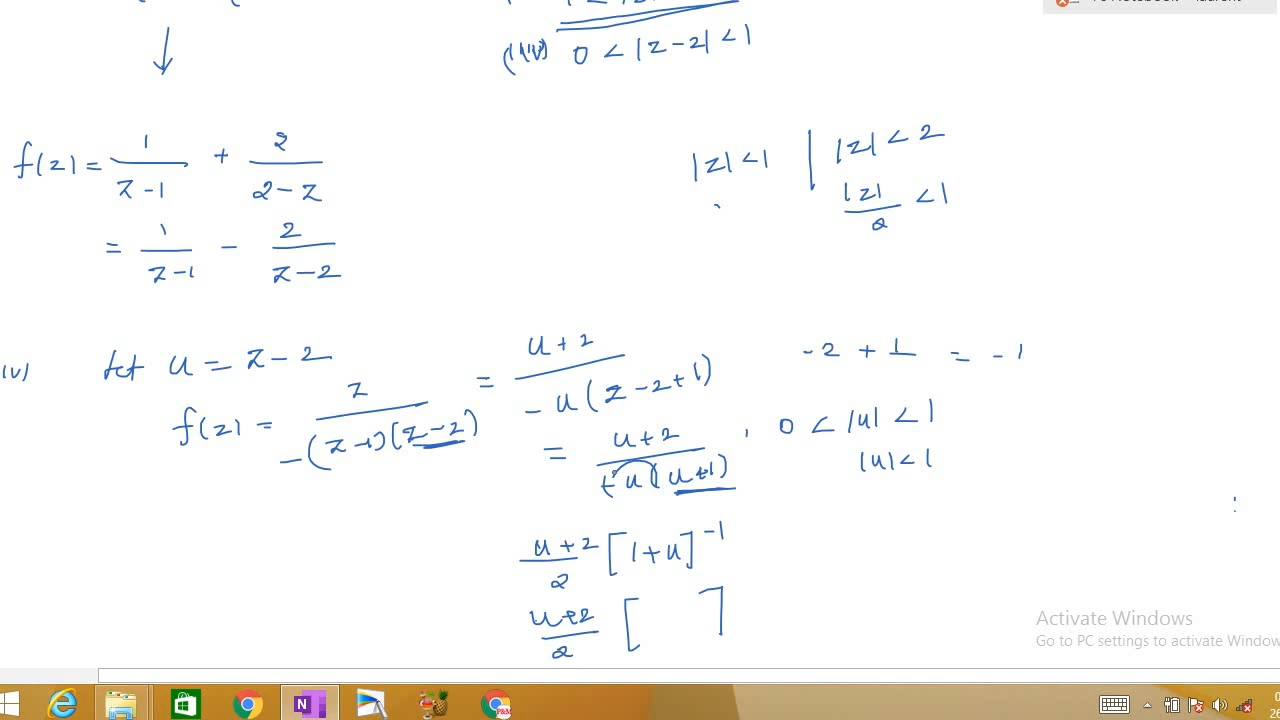 0 < |z-2| < 1
f(z) = 1/(z-1) + 2/(2-z)
= 1/(z-1) - 2/(z-2)
|z| < 1 | |z| < 2
|z|/2 < 1
(iv) let u = z-2
f(z) = z/(-(z-1)(z-2)) = (u+2)/(-u(z-2+1))
-2 + 1 = -1
= (u+2)/(-u(u+1)), 0 < |u| < 1
|u| < 1
(u+2)/2 [1+u]^-1
(u+2)/2 [ ]
Activate Windows
Go to PC settings to activate Window